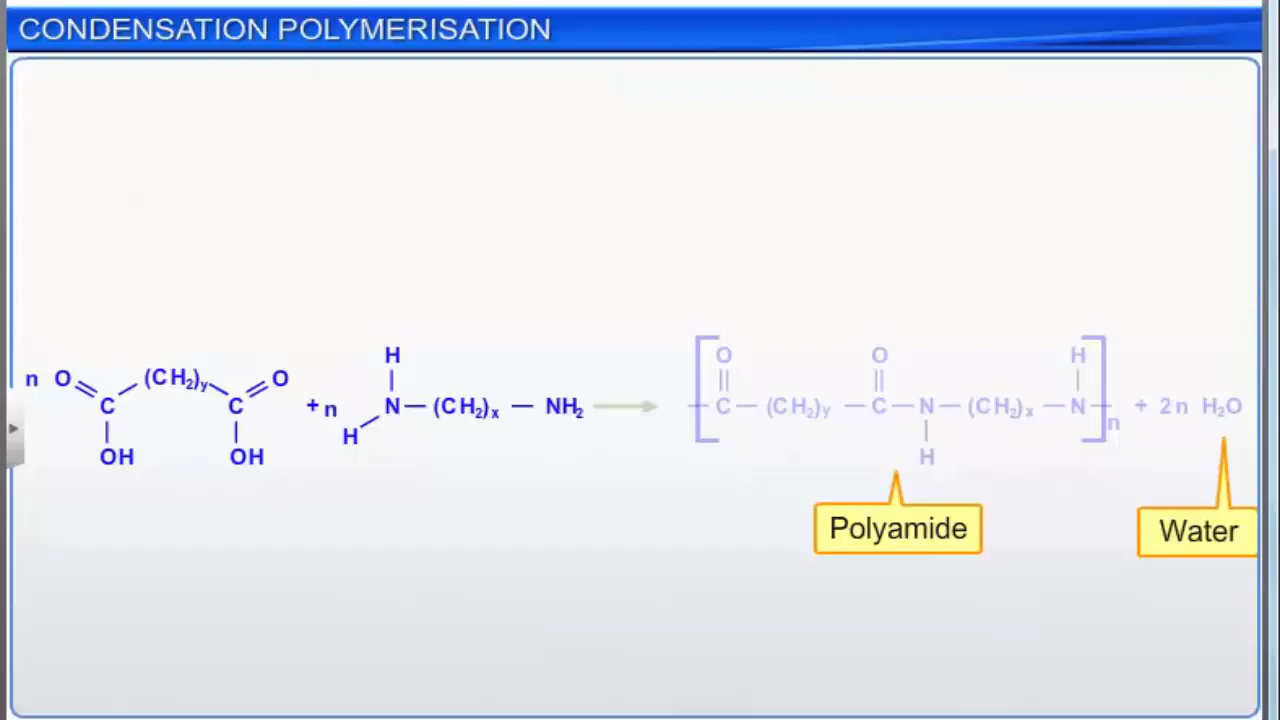 CONDENSATION POLYMERISATION
H O O H
n O (CH₂)y O
C C + n N — (CH₂)x — NH₂ C — (CH₂)y — C — N — (CH₂)x — N n + 2n H₂O
H
OH OH H
Polyamide Water